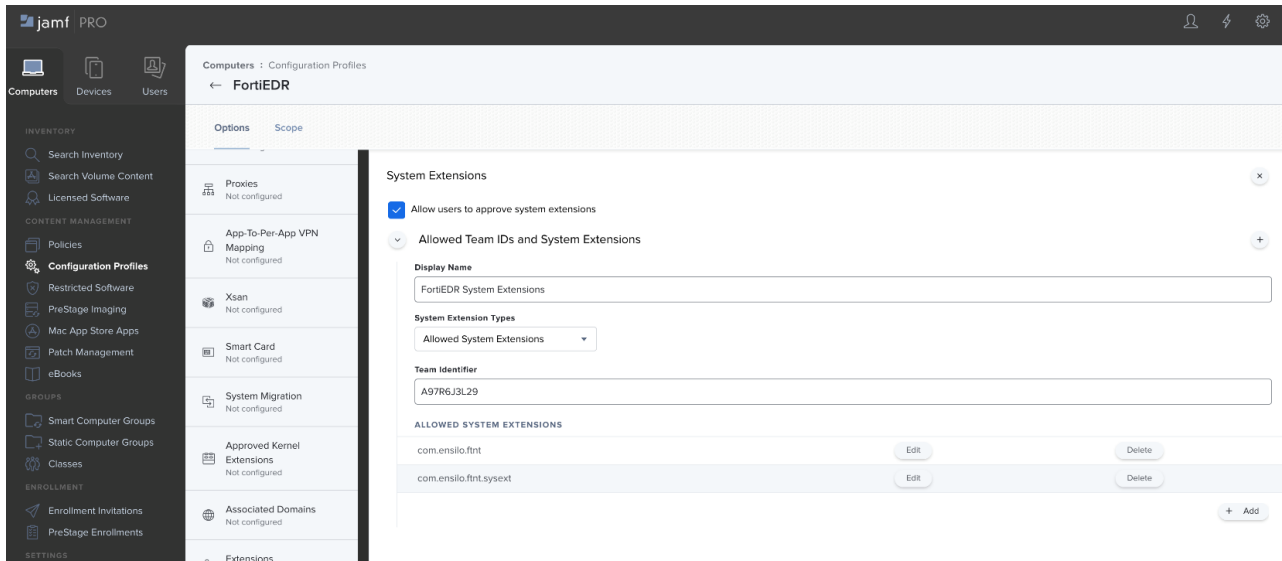 jamf PRO
Computers
Devices
Users
INVENTORY
Search Inventory
Search Volume Content
Licensed Software
CONTENT MANAGEMENT
Policies
Configuration Profiles
Restricted Software
PreStage Imaging
Mac App Store Apps
Patch Management
eBooks
GROUPS
Smart Computer Groups
Static Computer Groups
Classes
ENROLLMENT
Enrollment Invitations
PreStage Enrollments
SETTINGS
Computers : Configuration Profiles
← FortiEDR
Options
Scope
Proxies
Not configured
App-To-Per-App VPN
Mapping
Not configured
Xsan
Not configured
Smart Card
Not configured
System Migration
Not configured
Approved Kernel
Extensions
Not configured
Associated Domains
Not configured
Extensions
System Extensions
Allow users to approve system extensions
Allowed Team IDs and System Extensions
Display Name
FortiEDR System Extensions
System Extension Types
Allowed System Extensions
Team Identifier
A97R6J3L29
ALLOWED SYSTEM EXTENSIONS
com.ensilo.ftnt Edit Delete
com.ensilo.ftnt.sysext Edit Delete
+ Add